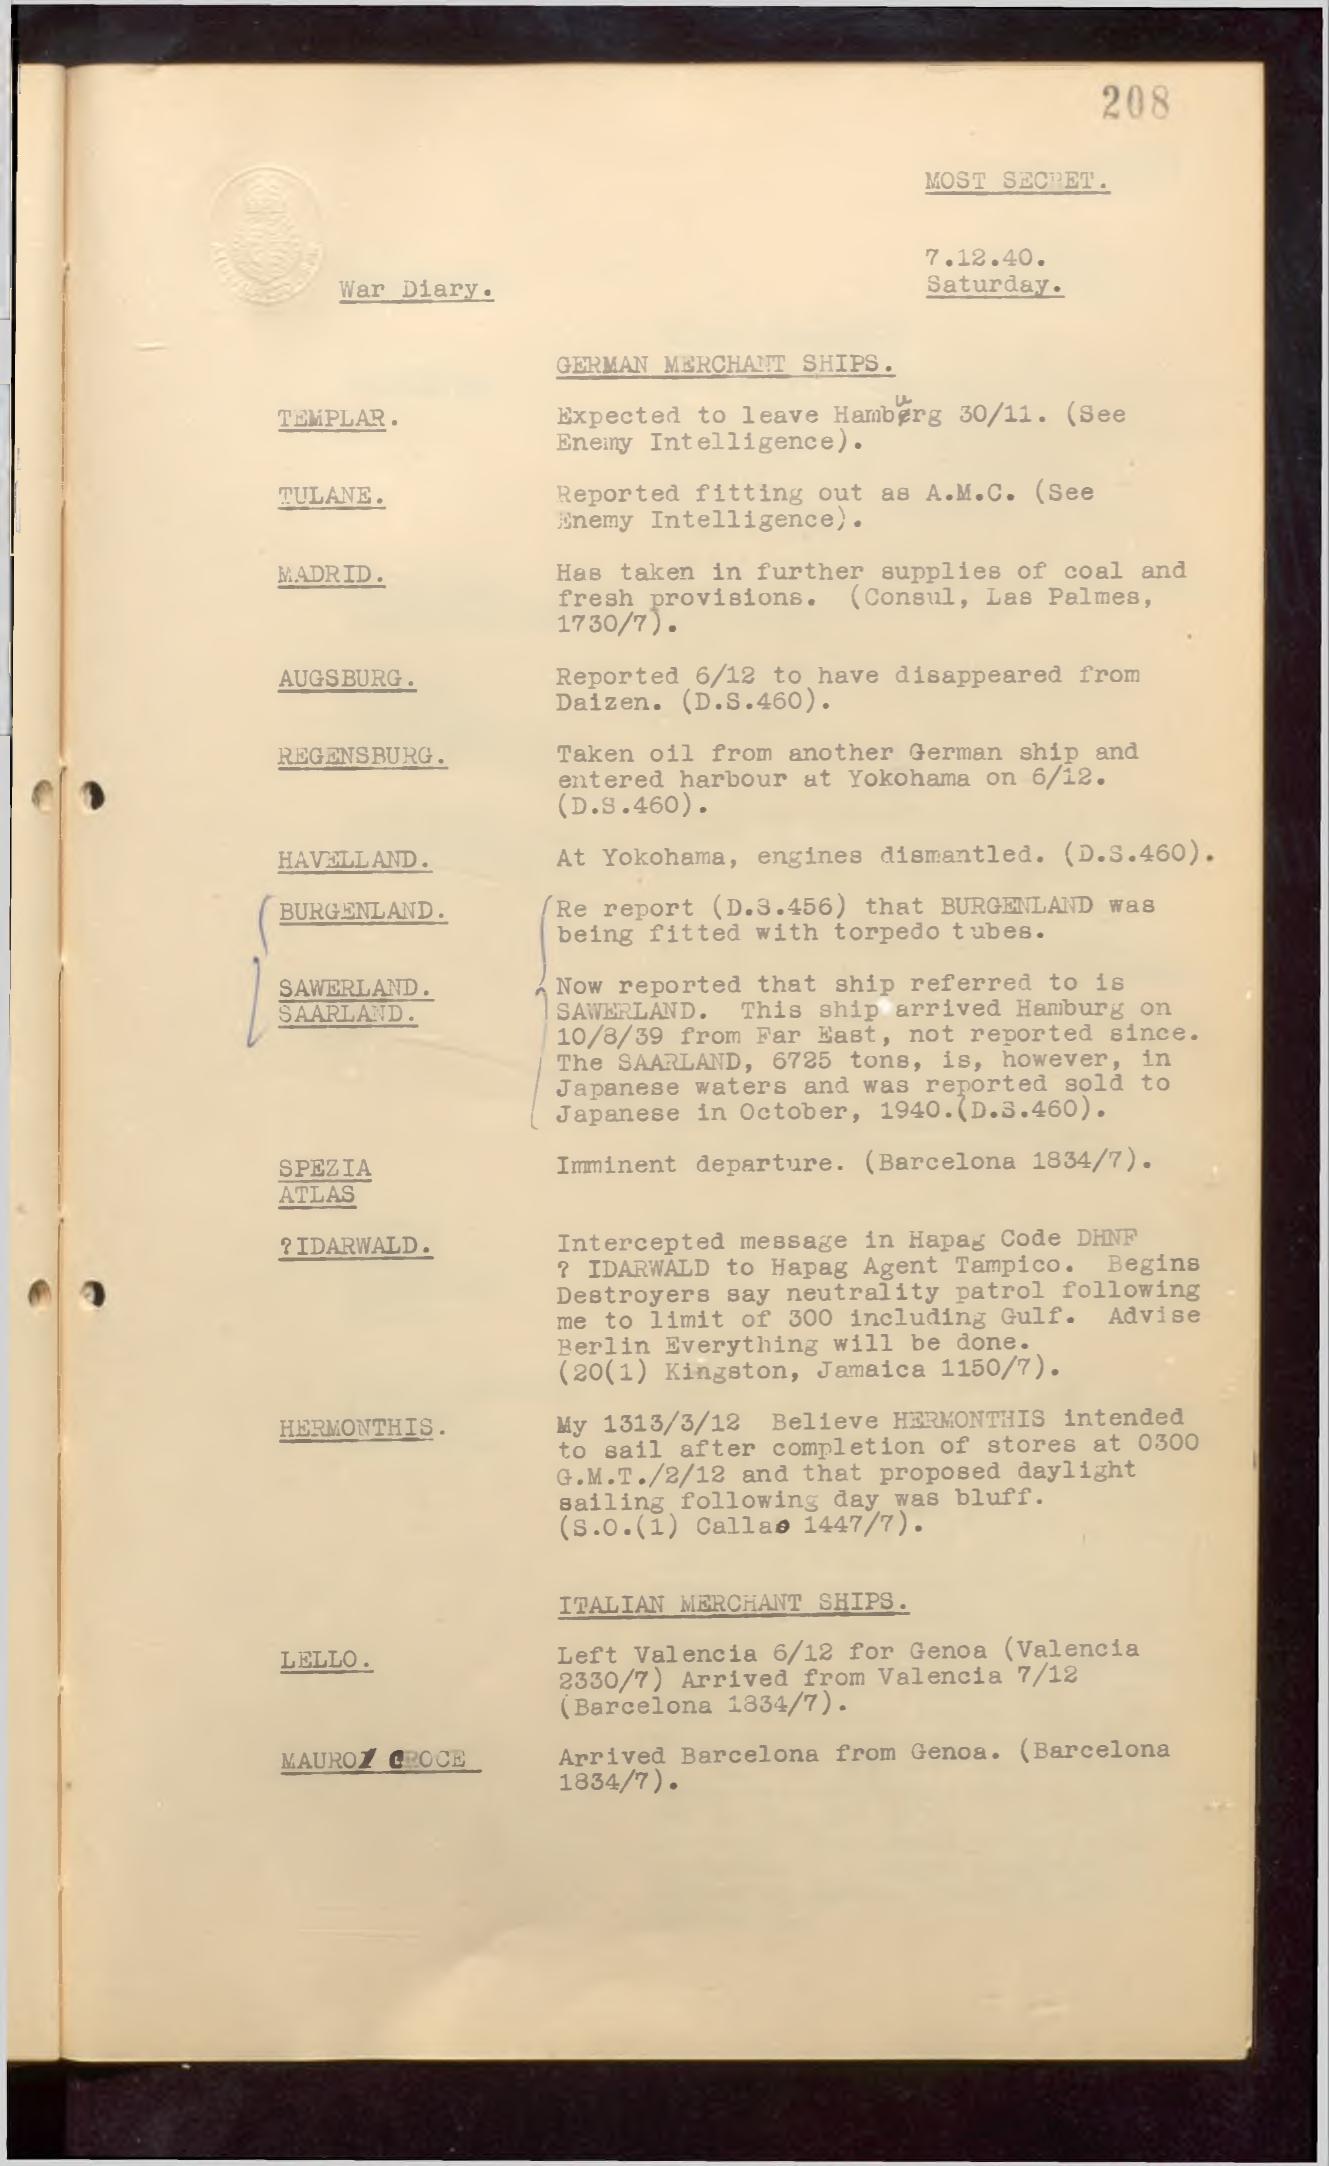 208
MOST SECRET.
7.12.40.
Saturday.
War Diary.
GERMAN MERCHANT SHIPS.
TEMPLAR. Expected to leave Hamburg 30/11. (See
Enemy Intelligence).
TULANE. Reported fitting out as A.M.C. (See
Enemy Intelligence).
MADRID. Has taken in further supplies of coal and
fresh provisions. (Consul, Las Palmes,
1730/7).
AUGSBURG. Reported 6/12 to have disappeared from
Daizen. (D.S.460).
REGENSBURG. Taken oil from another German ship and
entered harbour at Yokohama on 6/12.
(D.S.460).
HAVELLAND. At Yokohama, engines dismantled. (D.S.460).
BURGENLAND. Re report (D.S.456) that BURGENLAND was
being fitted with torpedo tubes.
SAWERLAND. Now reported that ship referred to is
SAARLAND. SAWERLAND. This ship arrived Hamburg on
10/8/39 from Far East, not reported since.
The SAARLAND, 6725 tons, is, however, in
Japanese waters and was reported sold to
Japanese in October, 1940.(D.S.460).
SPEZIA Imminent departure. (Barcelona 1834/7).
ATLAS
?IDARWALD. Intercepted message in Hapag Code DHNF
? IDARWALD to Hapag Agent Tampico. Begins
Destroyers say neutrality patrol following
me to limit of 300 including Gulf. Advise
Berlin Everything will be done.
(20(1) Kingston, Jamaica 1150/7).
HERMONTHIS. My 1313/3/12 Believe HERMONTHIS intended
to sail after completion of stores at 0300
G.M.T./2/12 and that proposed daylight
sailing following day was bluff.
(S.O.(1) Callao 1447/7).
ITALIAN MERCHANT SHIPS.
LELLO. Left Valencia 6/12 for Genoa (Valencia
2330/7) Arrived from Valencia 7/12
(Barcelona 1834/7).
MAURO CROCE Arrived Barcelona from Genoa. (Barcelona
1834/7).